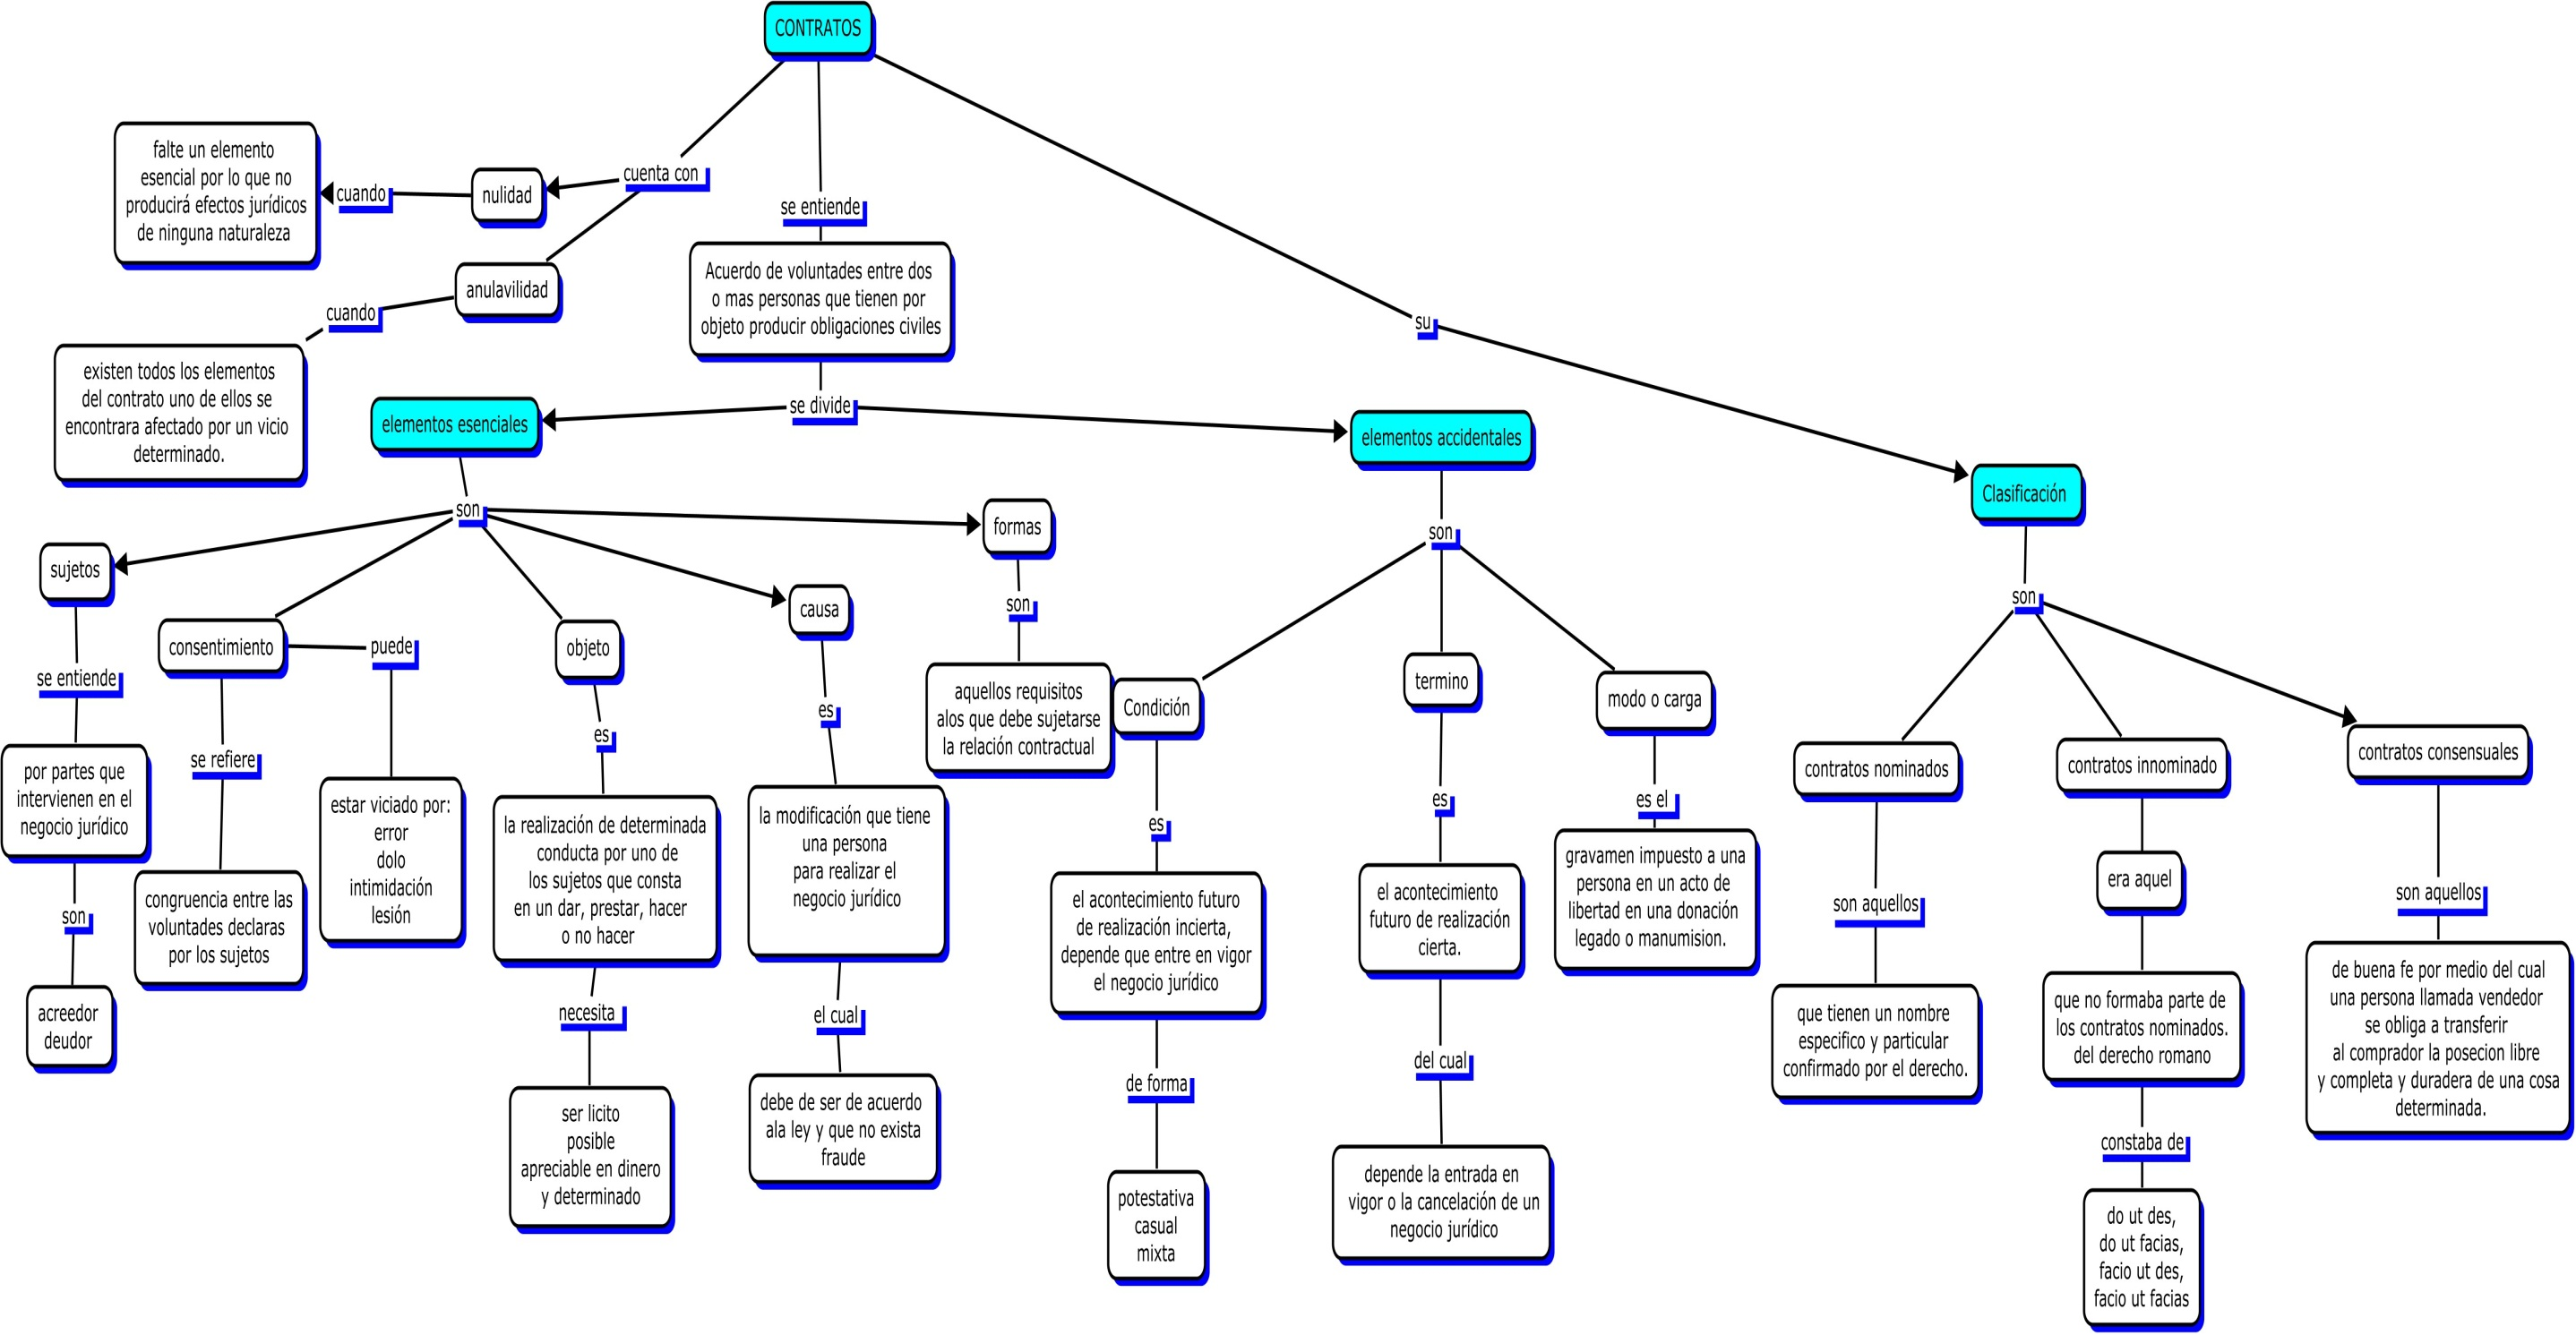 CONTRATOS
cuenta con
nulidad
cuando
falte un elemento
esencial por lo que no
producirá efectos jurídicos
de ninguna naturaleza
anulavilidad
cuando
existen todos los elementos
del contrato uno de ellos se
encontrara afectado por un vicio
determinado.
se entiende
Acuerdo de voluntades entre dos
o mas personas que tienen por
objeto producir obligaciones civiles
se divide
elementos esenciales
son
sujetos
se entiende
por partes que
intervienen en el
negocio jurídico
son
acreedor
deudor
consentimiento
se refiere
congruencia entre las
voluntades declaras
por los sujetos
puede
estar viciado por:
error
dolo
intimidación
lesión
objeto
es
la realización de determinada
conducta por uno de
los sujetos que consta
en un dar, prestar, hacer
o no hacer
necesita
ser licito
posible
apreciable en dinero
y determinado
causa
es
la modificación que tiene
una persona
para realizar el
negocio jurídico
el cual
debe de ser de acuerdo
ala ley y que no exista
fraude
formas
son
aquellos requisitos
alos que debe sujetarse
la relación contractual
elementos accidentales
son
Condición
es
el acontecimiento futuro
de realización incierta,
depende que entre en vigor
el negocio jurídico
de forma
potestativa
casual
mixta
termino
es
el acontecimiento
futuro de realización
cierta.
del cual
depende la entrada en
vigor o la cancelación de un
negocio jurídico
modo o carga
es el
gravamen impuesto a una
persona en un acto de
libertad en una donación
legado o manumision.
su
Clasificación
son
contratos nominados
son aquellos
que tienen un nombre
especifico y particular
confirmado por el derecho.
contratos innominado
era aquel
que no formaba parte de
los contratos nominados.
del derecho romano
constaba de
do ut des,
do ut facias,
facio ut des,
facio ut facias
contratos consensuales
son aquellos
de buena fe por medio del cual
una persona llamada vendedor
se obliga a transferir
al comprador la posecion libre
y completa y duradera de una cosa
determinada.